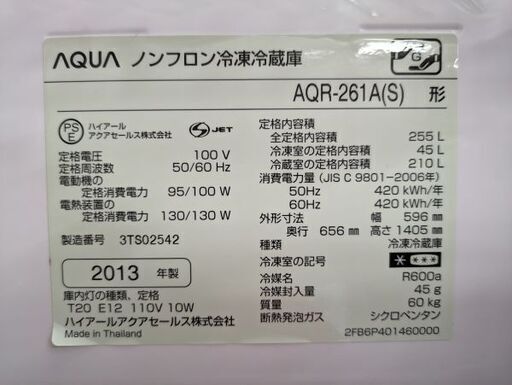 AQUA ノンフロン冷凍冷蔵庫
G
AQR-261A(S) 形
PS E ハイアール アクアセールス株式会社
S JET
定格電圧 100 V
定格周波数 50/60 Hz
電動機の
定格消費電力 95/100 W
電熱装置の
定格消費電力 130/130 W
製造番号 3TS02542
2013 年製
庫内灯の種類、定格
T20 E12 110V 10W
ハイアールアクアセールス株式会社
Made in Thailand
定格内容積
全定格内容積 255 L
冷凍室の定格内容積 45 L
冷蔵室の定格内容積 210 L
消費電力量 (JIS C 9801-2006年)
50Hz 420 kWh/年
60Hz 420 kWh/年
外形寸法 幅 596 mm
奥行 656 mm 高さ 1405 mm
種類 冷凍冷蔵庫
冷凍室の記号 * ***
冷媒名 R600a
冷媒封入量 45 g
質量 60 kg
断熱発泡ガス シクロペンタン
2FB6P401460000